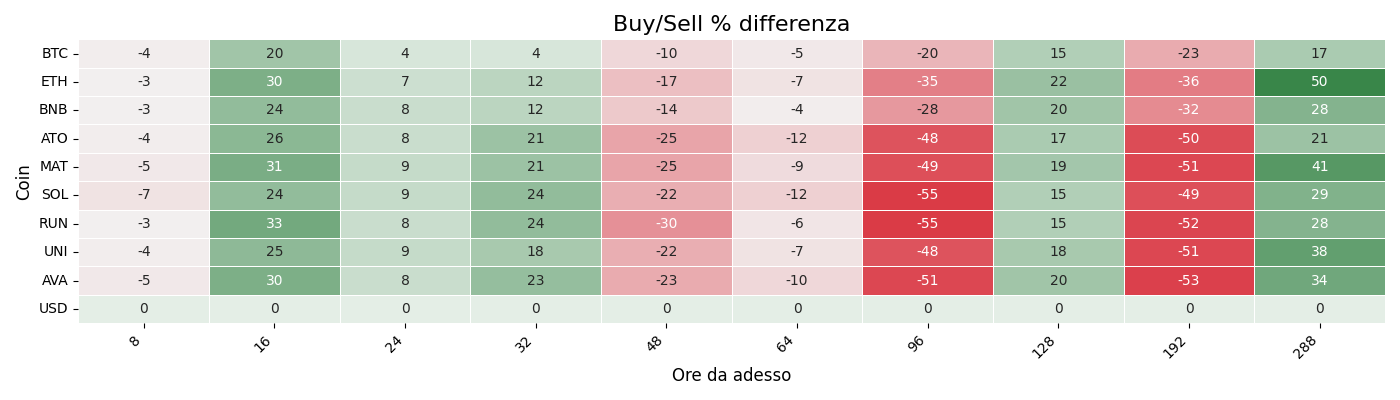 Buy/Sell % differenza
Coin
BTC -4 20 4 4 -10 -5 -20 15 -23 17
ETH -3 30 7 12 -17 -7 -35 22 -36 50
BNB -3 24 8 12 -14 -4 -28 20 -32 28
ATO -4 26 8 21 -25 -12 -48 17 -50 21
MAT -5 31 9 21 -25 -9 -49 19 -51 41
SOL -7 24 9 24 -22 -12 -55 15 -49 29
RUN -3 33 8 24 -30 -6 -55 15 -52 28
UNI -4 25 9 18 -22 -7 -48 18 -51 38
AVA -5 30 8 23 -23 -10 -51 20 -53 34
USD 0 0 0 0 0 0 0 0 0 0
8 16 24 32 48 64 96 128 192 288
Ore da adesso